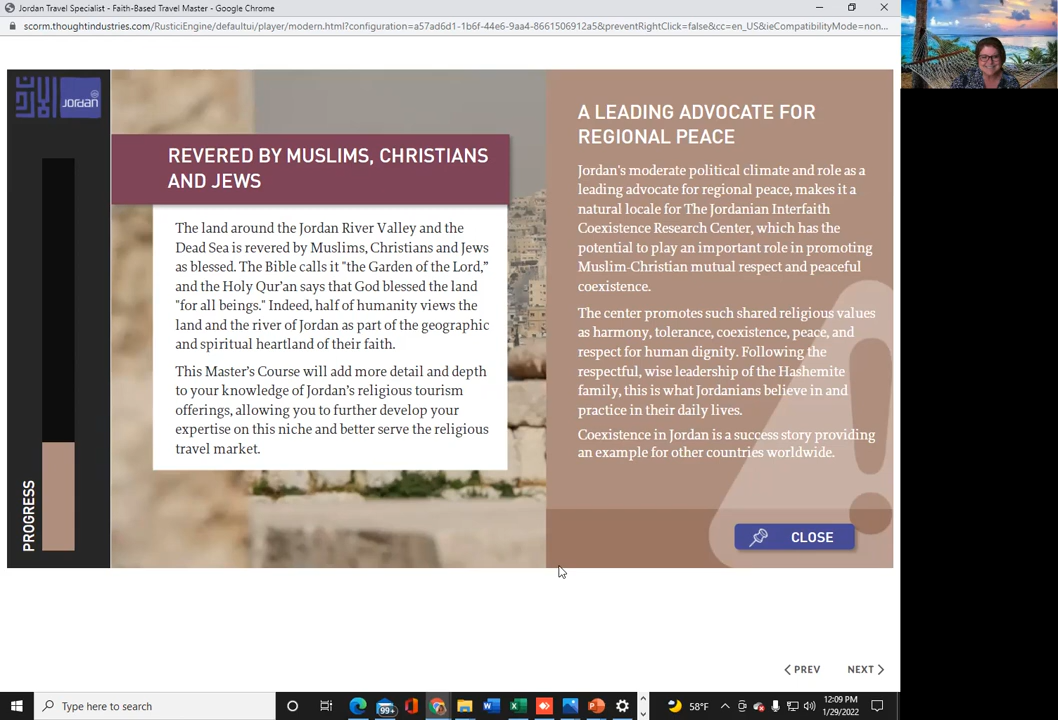 Jordan Travel Specialist - Faith-Based Travel Master - Google Chrome
scorm.thoughtindustries.com/RusticiEngine/defaultui/player/modern.html?configuration=a57ad6d1-1b6f-44e6-9aa4-8661506912a5&preventRightClick=false&cc=en_US&ieCompatibilityMode=non...
Jordan
REVERED BY MUSLIMS, CHRISTIANS
AND JEWS
The land around the Jordan River Valley and the
Dead Sea is revered by Muslims, Christians and Jews
as blessed. The Bible calls it "the Garden of the Lord,”
and the Holy Qur’an says that God blessed the land
"for all beings." Indeed, half of humanity views the
land and the river of Jordan as part of the geographic
and spiritual heartland of their faith.
This Master’s Course will add more detail and depth
to your knowledge of Jordan’s religious tourism
offerings, allowing you to further develop your
expertise on this niche and better serve the religious
travel market.
A LEADING ADVOCATE FOR
REGIONAL PEACE
Jordan’s moderate political climate and role as a
leading advocate for regional peace, makes it a
natural locale for The Jordanian Interfaith
Coexistence Research Center, which has the
potential to play an important role in promoting
Muslim-Christian mutual respect and peaceful
coexistence.
The center promotes such shared religious values
as harmony, tolerance, coexistence, peace, and
respect for human dignity. Following the
respectful, wise leadership of the Hashemite
family, this is what Jordanians believe in and
practice in their daily lives.
Coexistence in Jordan is a success story providing
an example for other countries worldwide.
CLOSE
PROGRESS
PREV
NEXT
Type here to search
99+
58°F
12:09 PM
1/29/2022